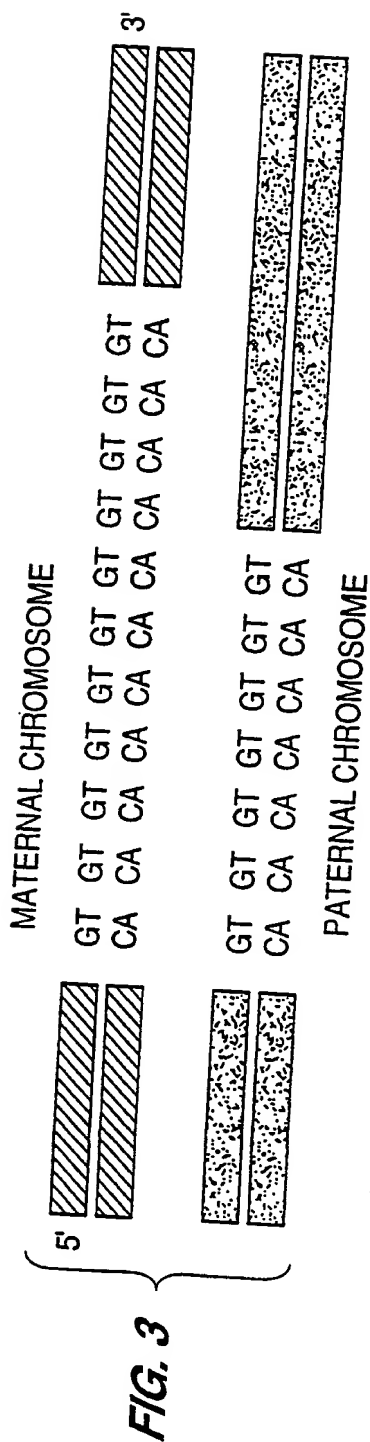 FIG. 3
MATERNAL CHROMOSOME
5'
GT GT GT GT GT GT GT GT GT GT GT
3'
CA CA CA CA CA CA CA CA CA CA CA
GT GT GT GT GT GT GT
CA CA CA CA CA CA CA
PATERNAL CHROMOSOME